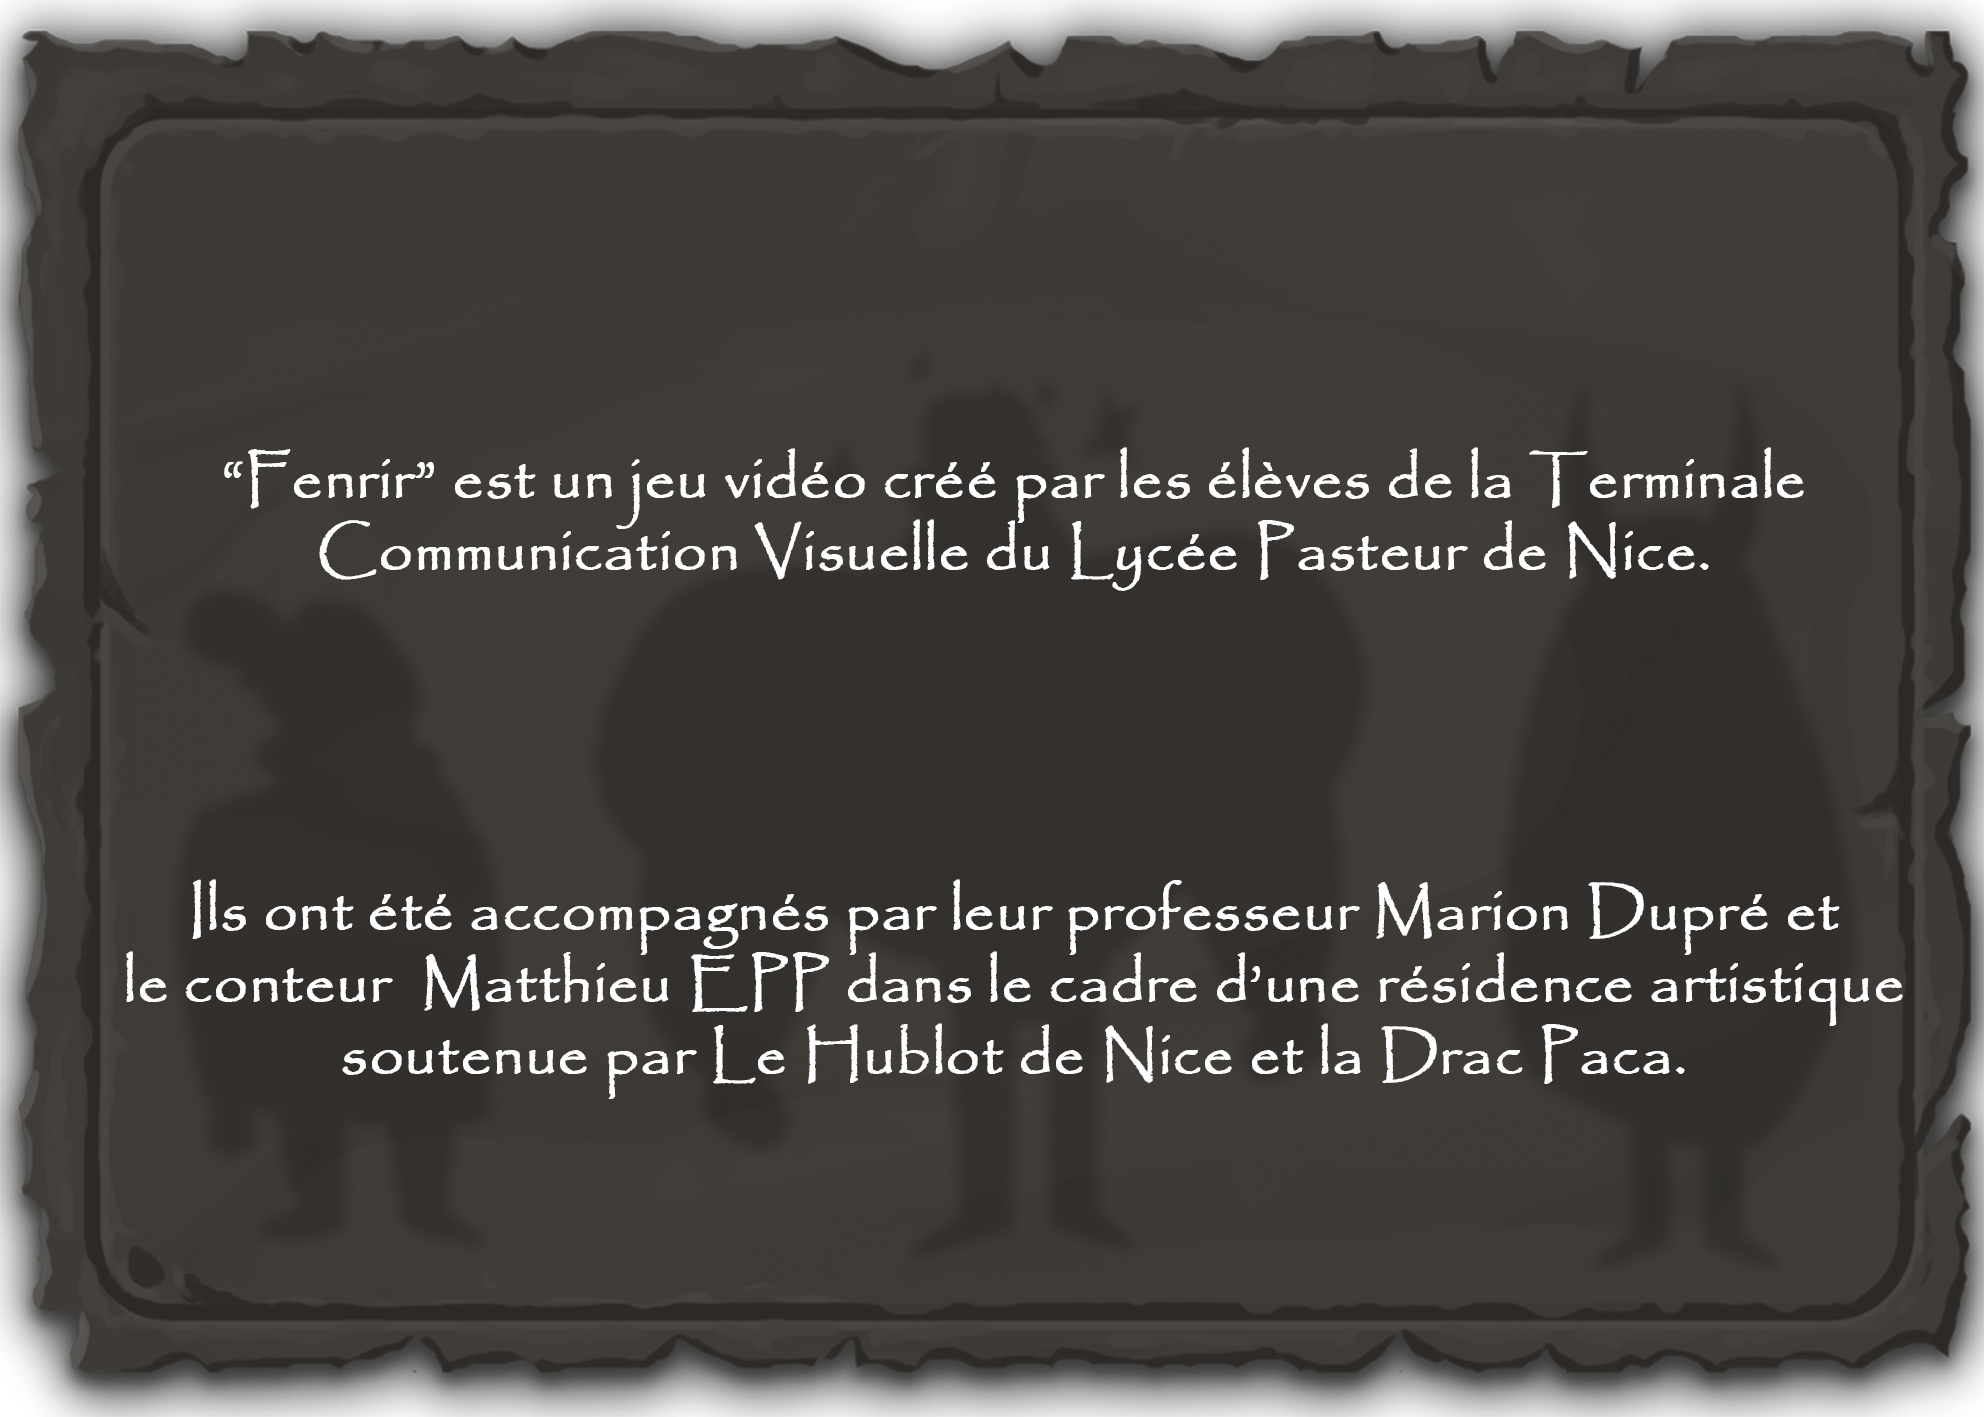 “Fenrir” est un jeu vidéo créé par les élèves de la Terminale
Communication Visuelle du Lycée Pasteur de Nice.
Ils ont été accompagnés par leur professeur Marion Dupré et
le conteur  Matthieu EPP dans le cadre d’une résidence artistique
soutenue par Le Hublot de Nice et la Drac Paca.